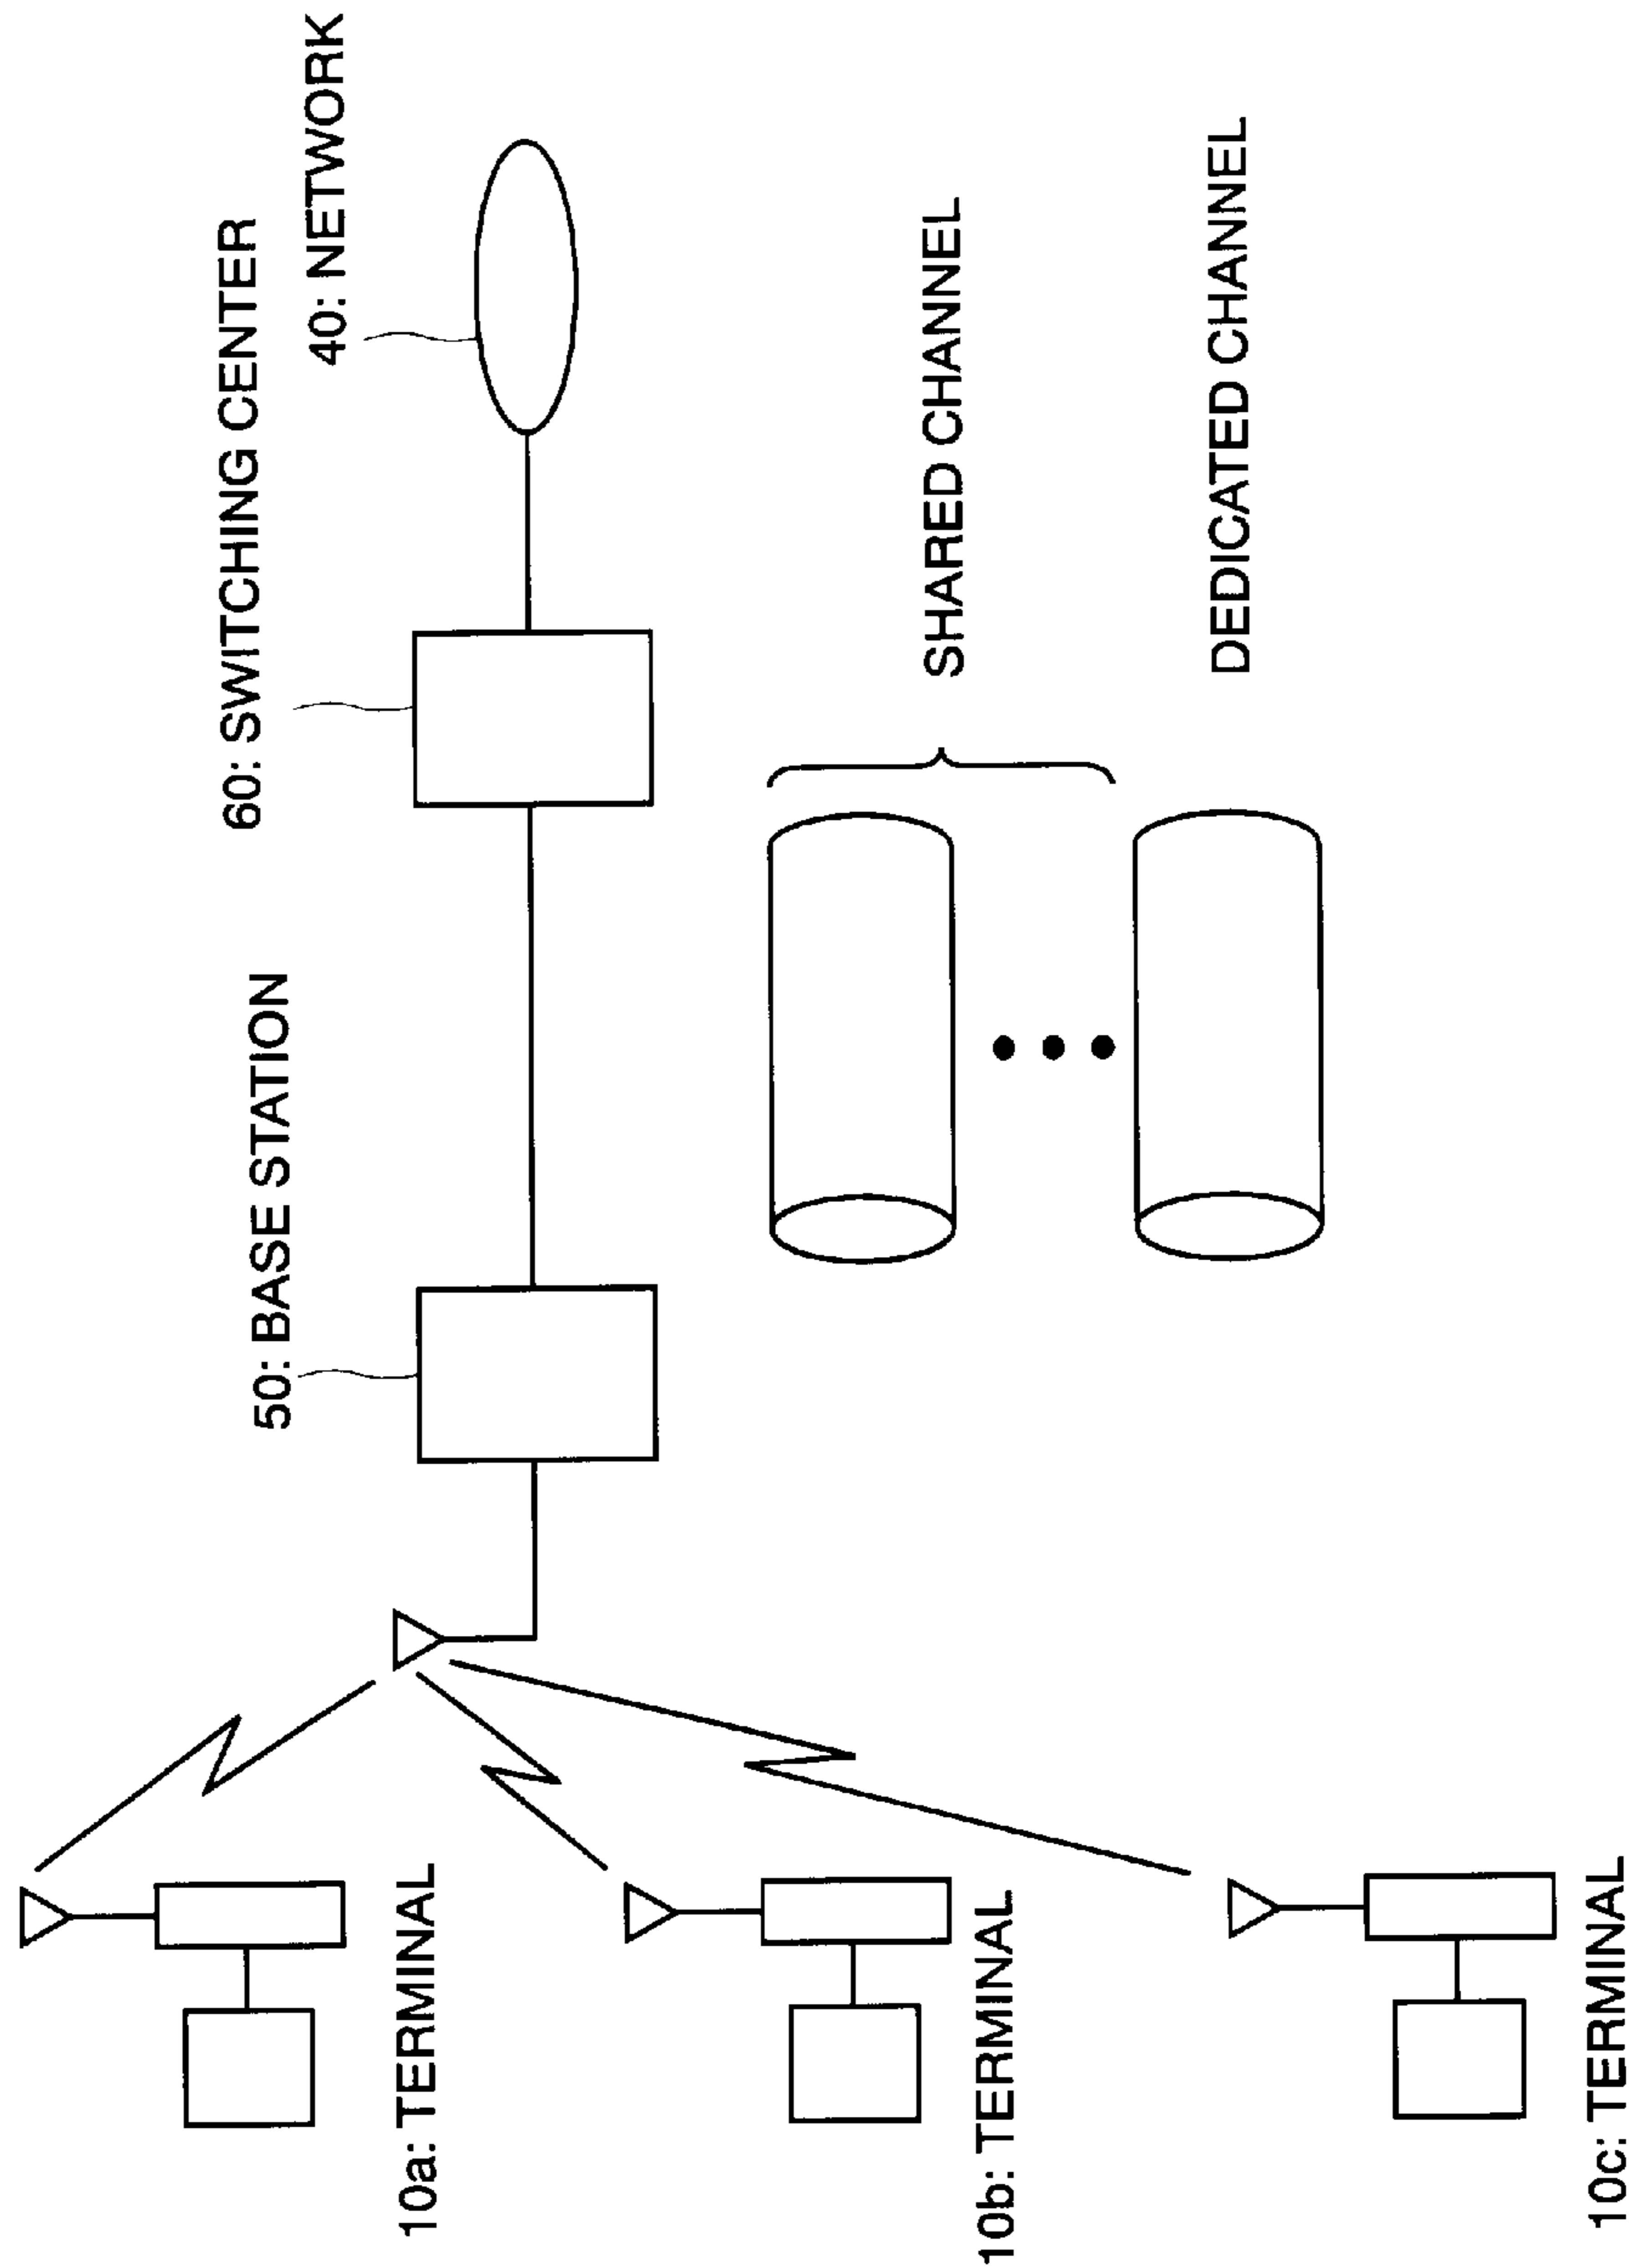 10a: TERMINAL
50: BASE STATION
60: SWITCHING CENTER
40: NETWORK
10b: TERMINAL
SHARED CHANNEL
DEDICATED CHANNEL
10c: TERMINAL